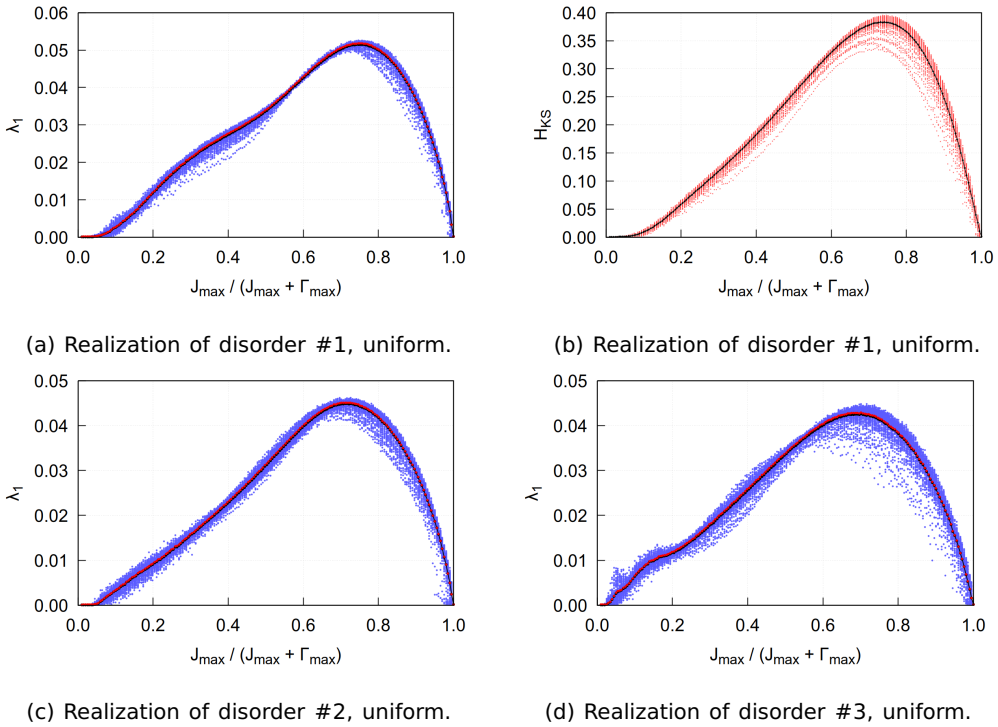 0.06
0.05
0.04
0.03
0.02
0.01
0.00
λ1
0.0 0.2 0.4 0.6 0.8 1.0
Jmax / (Jmax + Γmax)
(a) Realization of disorder #1, uniform.
0.40
0.35
0.30
0.25
0.20
0.15
0.10
0.05
0.00
HKS
0.0 0.2 0.4 0.6 0.8 1.0
Jmax / (Jmax + Γmax)
(b) Realization of disorder #1, uniform.
0.05
0.04
0.03
0.02
0.01
0.00
λ1
0.0 0.2 0.4 0.6 0.8 1.0
Jmax / (Jmax + Γmax)
(c) Realization of disorder #2, uniform.
0.05
0.04
0.03
0.02
0.01
0.00
λ1
0.0 0.2 0.4 0.6 0.8 1.0
Jmax / (Jmax + Γmax)
(d) Realization of disorder #3, uniform.